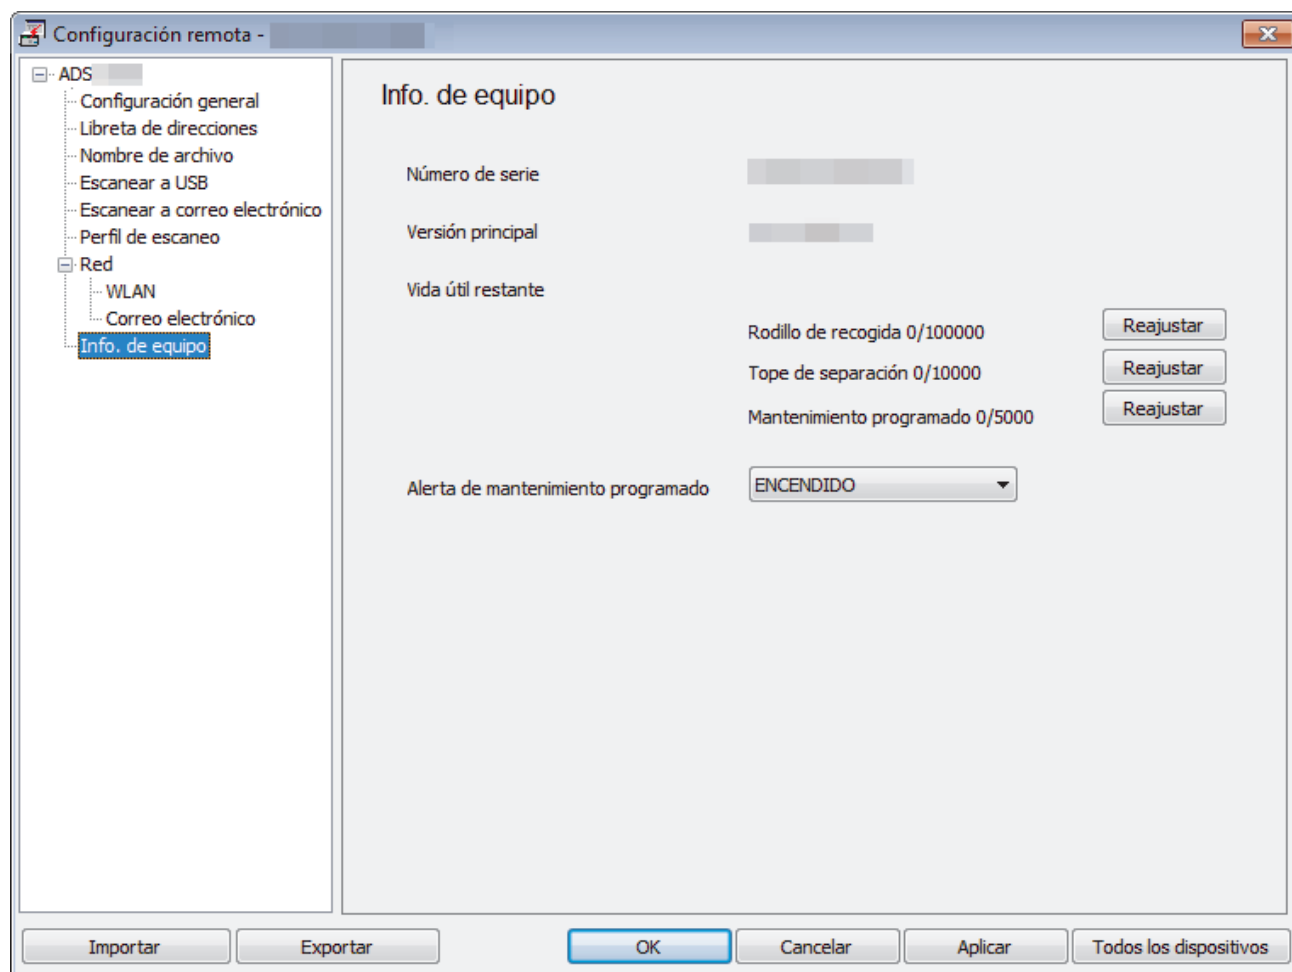 Configuración remota -
ADS
Configuración general
Libreta de direcciones
Nombre de archivo
Escanear a USB
Escanear a correo electrónico
Perfil de escaneo
Red
WLAN
Correo electrónico
Info. de equipo
Info. de equipo
Número de serie
Versión principal
Vida útil restante
Rodillo de recogida 0/100000 Reajustar
Tope de separación 0/10000 Reajustar
Mantenimiento programado 0/5000 Reajustar
Alerta de mantenimiento programado ENCENDIDO
Importar Exportar OK Cancelar Aplicar Todos los dispositivos